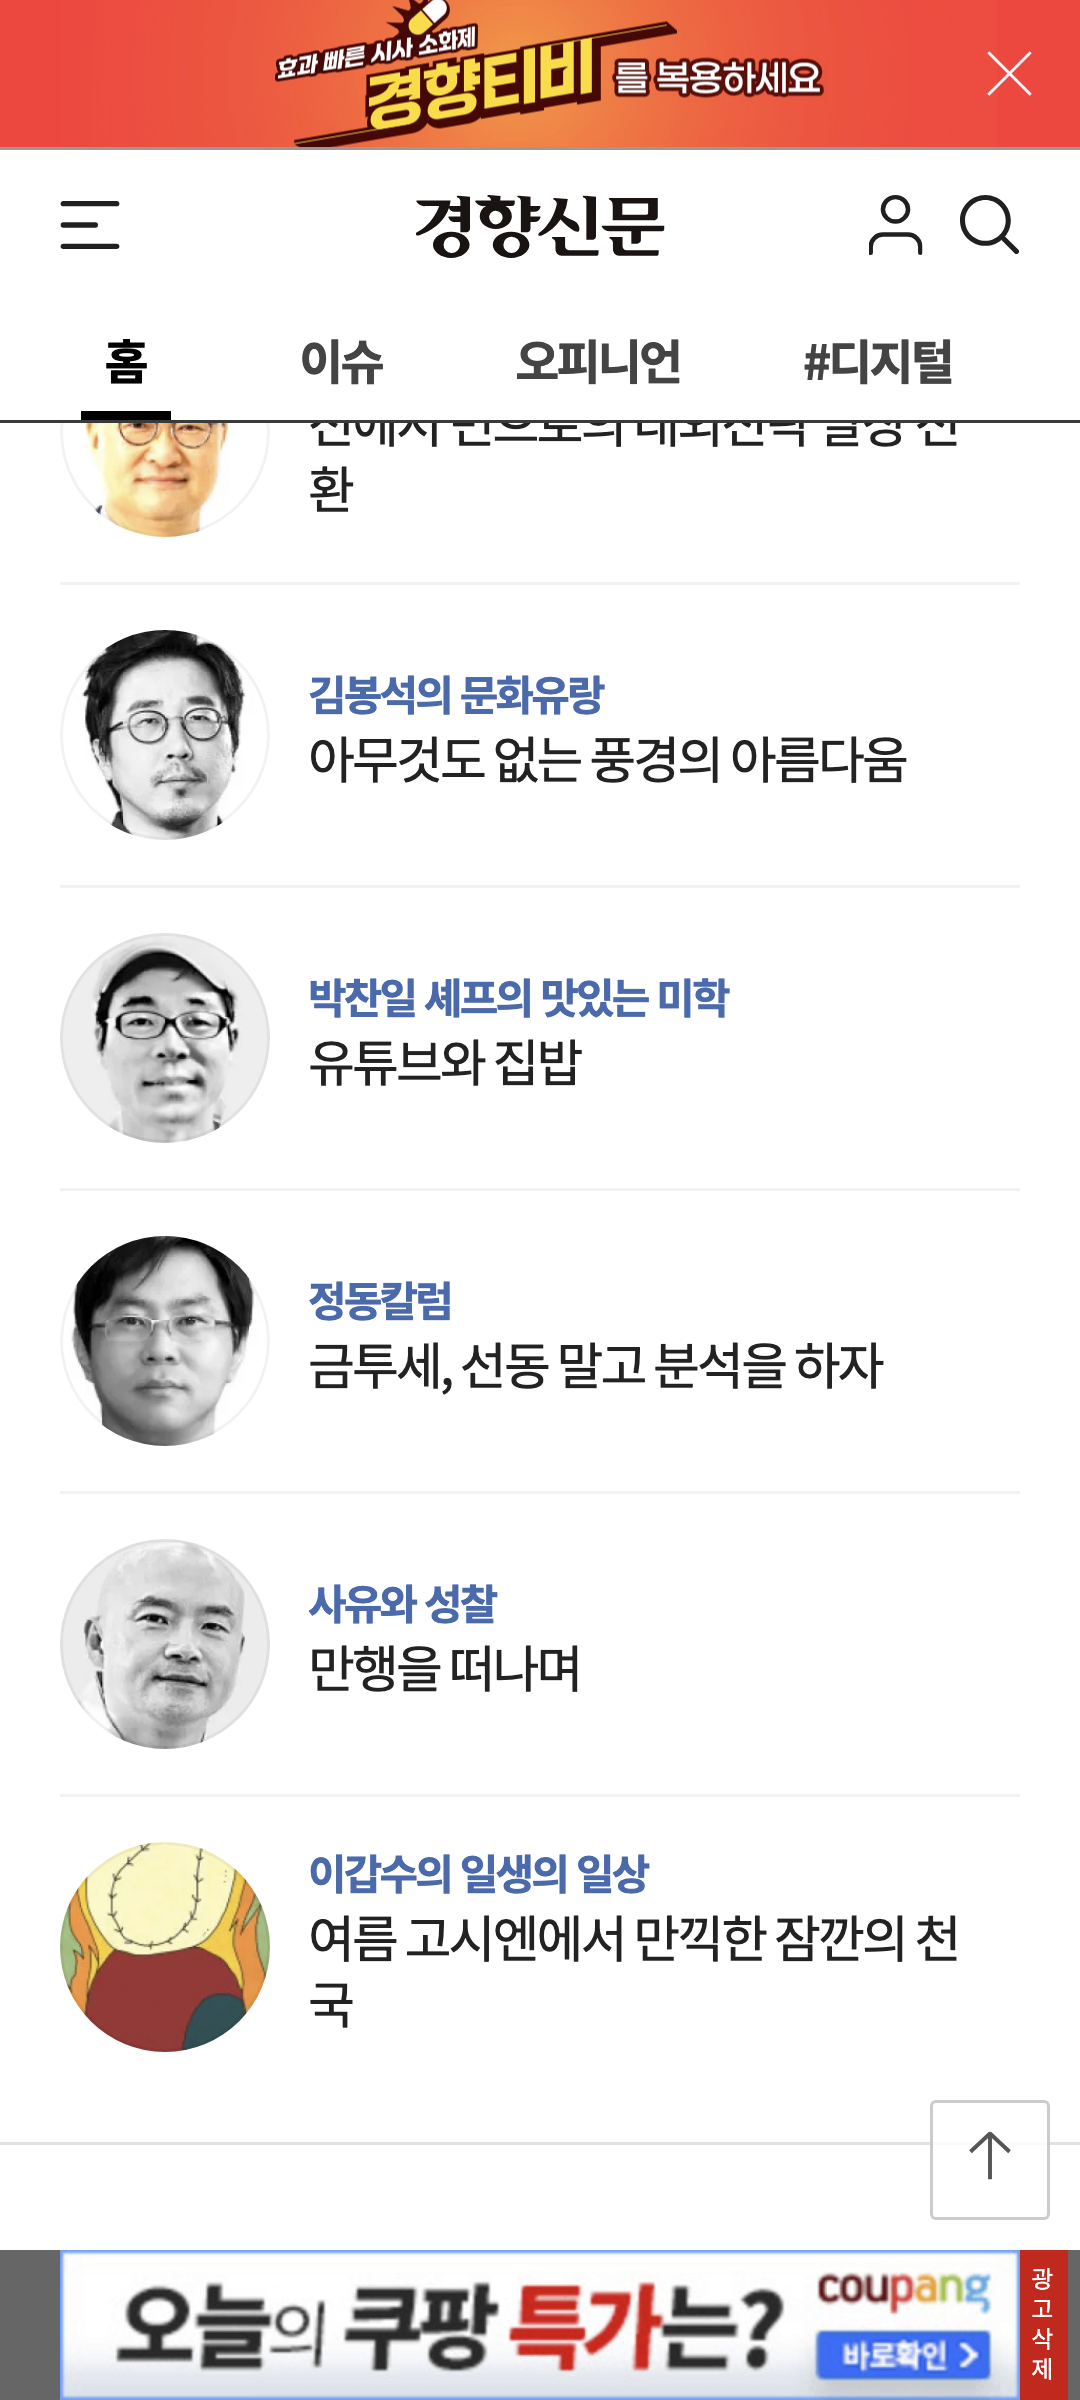 효과 빠른 시사 소화제
경향티비를 복용하세요
경향신문
홈 이슈 오피니언 #디지털
환
김봉석의 문화유랑
아무것도 없는 풍경의 아름다움
박찬일 셰프의 맛있는 미학
유튜브와 집밥
정동칼럼
금투세, 선동 말고 분석을 하자
사유와 성찰
만행을 떠나며
이갑수의 일생의 일상
여름 고시엔에서 만끽한 잠깐의 천
국
오늘의 쿠팡 특가는?
coupang
바로확인
광고삭제